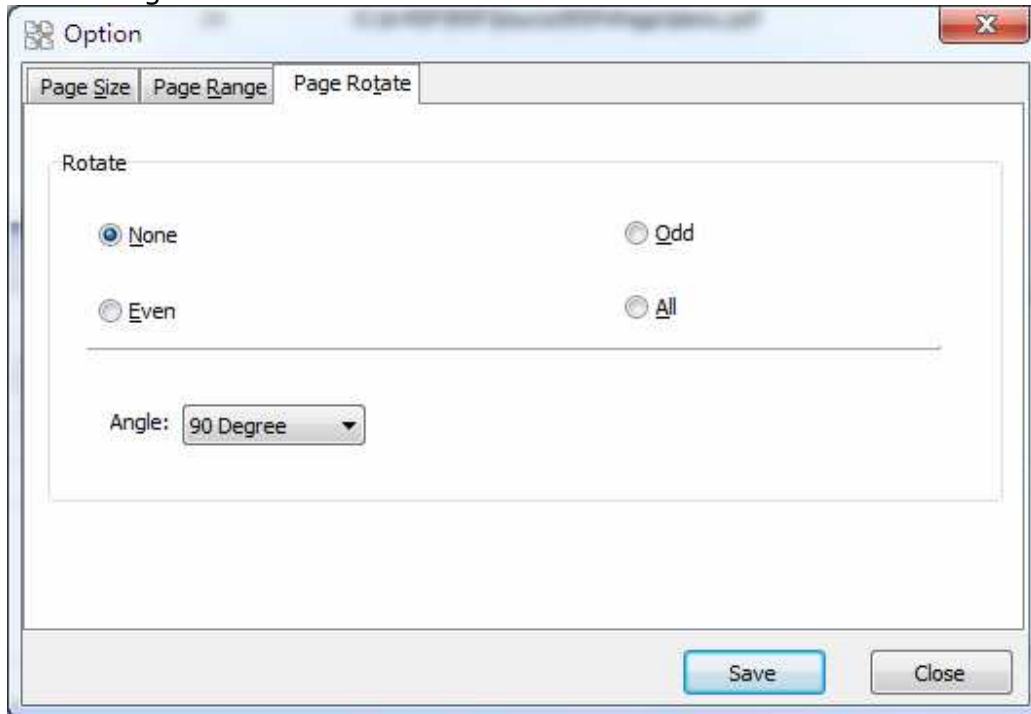 Option
Page Size Page Range Page Rotate
Rotate
None Odd
Even All
Angle: 90 Degree
Save Close